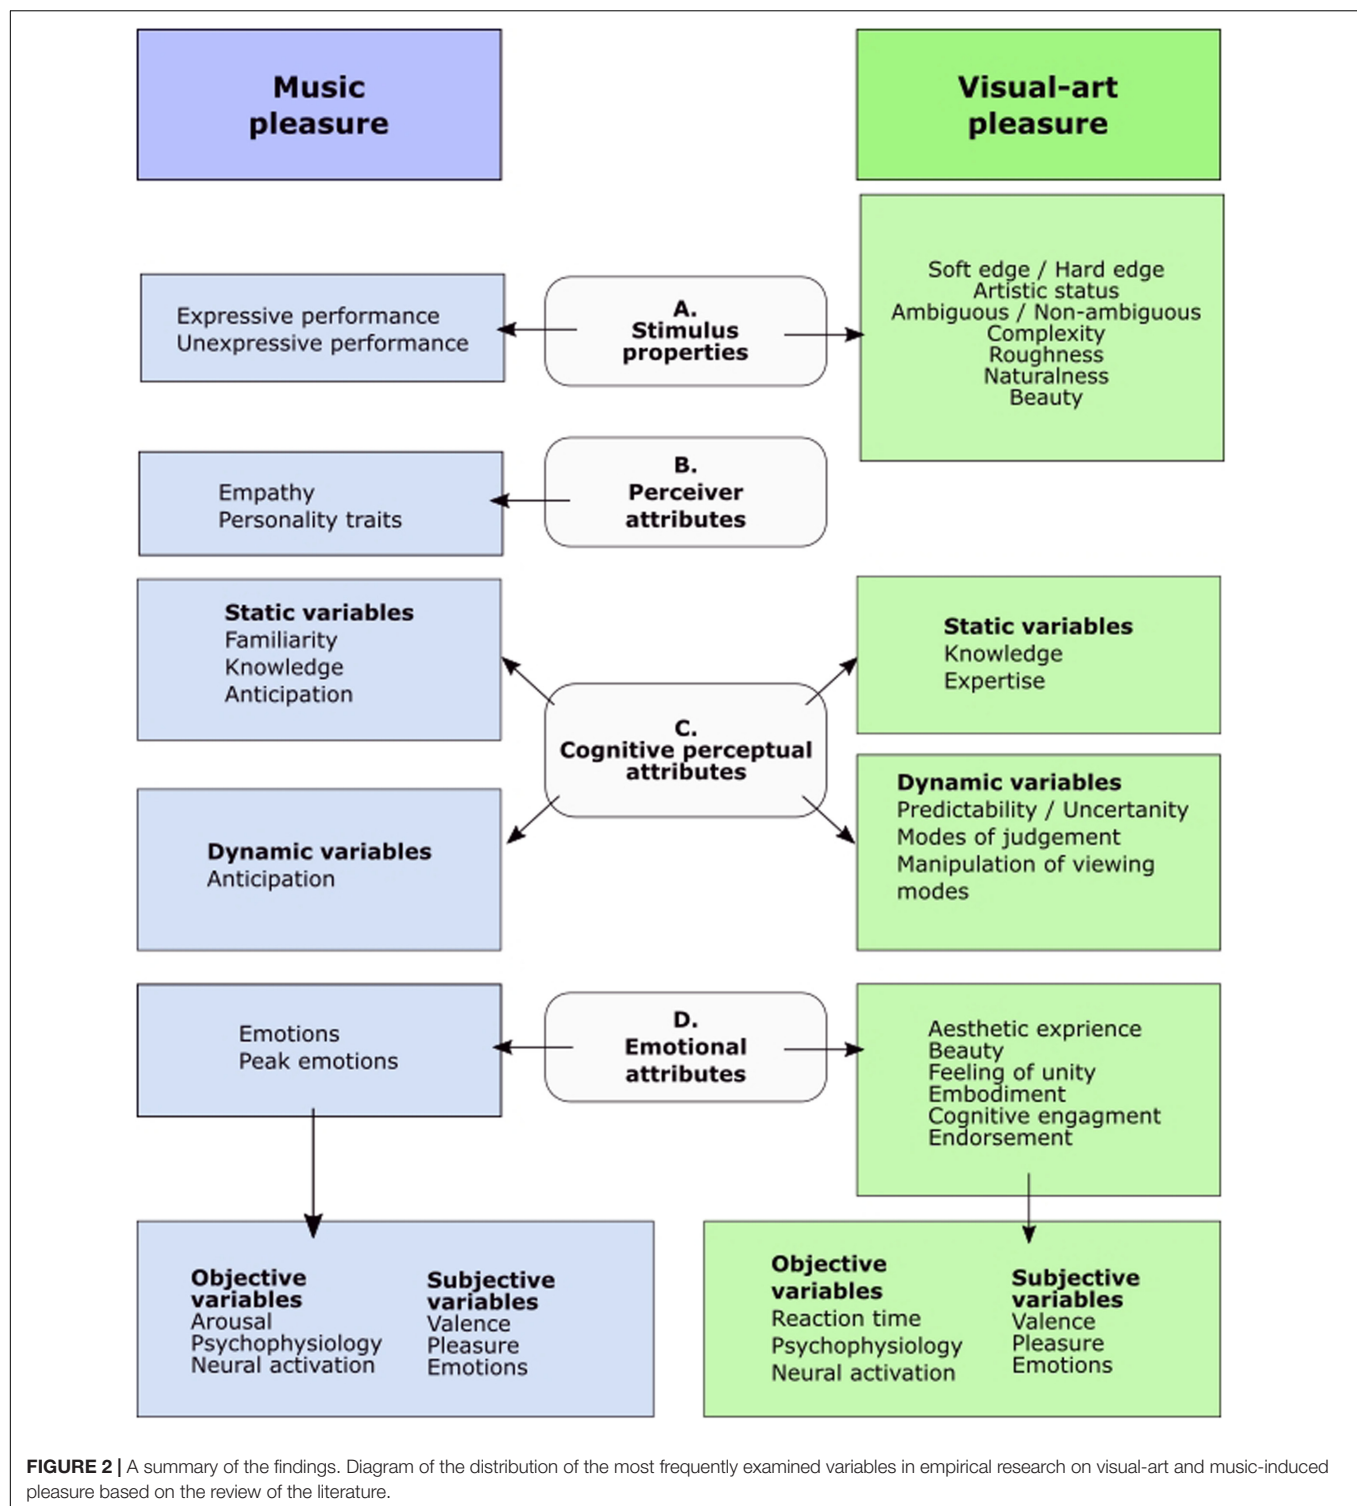 Music
pleasure
Visual-art
pleasure
Expressive performance
Unexpressive performance
A.
Stimulus
properties
Soft edge / Hard edge
Artistic status
Ambiguous / Non-ambiguous
Complexity
Roughness
Naturalness
Beauty
Empathy
Personality traits
B.
Perceiver
attributes
Static variables
Familiarity
Knowledge
Anticipation
Dynamic variables
Anticipation
C.
Cognitive perceptual
attributes
Static variables
Knowledge
Expertise
Dynamic variables
Predictability / Uncertanity
Modes of judgement
Manipulation of viewing
modes
Emotions
Peak emotions
D.
Emotional
attributes
Aesthetic exprience
Beauty
Feeling of unity
Embodiment
Cognitive engagment
Endorsement
Objective
variables
Arousal
Psychophysiology
Neural activation
Subjective
variables
Valence
Pleasure
Emotions
Objective
variables
Reaction time
Psychophysiology
Neural activation
Subjective
variables
Valence
Pleasure
Emotions
FIGURE 2 | A summary of the findings. Diagram of the distribution of the most frequently examined variables in empirical research on visual-art and music-induced
pleasure based on the review of the literature.